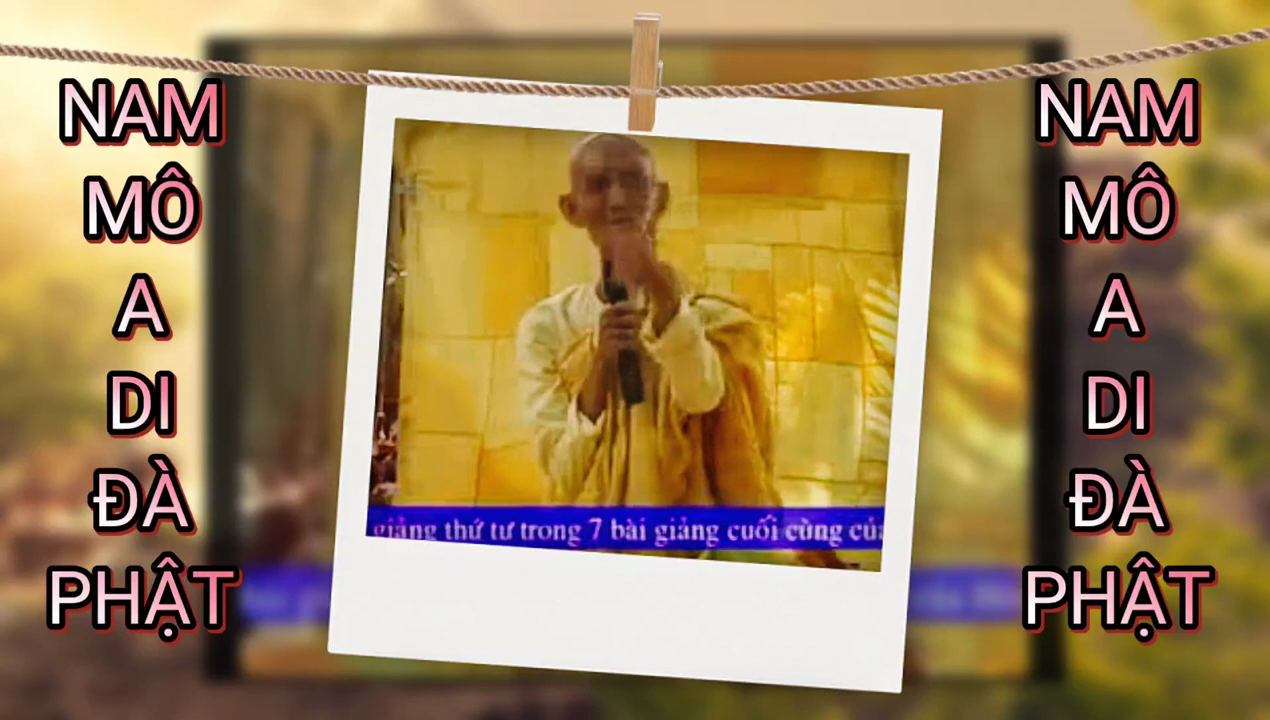 NAM
MÔ
A
DI
ĐÀ
PHẬT
giảng thứ tư trong 7 bài giảng cuối cùng của
NAM
MÔ
A
DI
ĐÀ
PHẬT